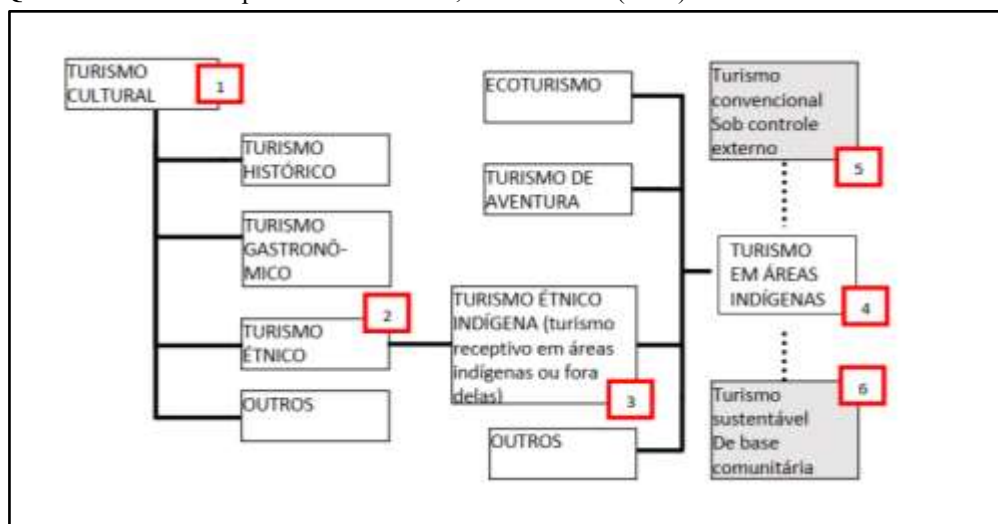 TURISMO
CULTURAL
1
TURISMO
HISTÓRICO
TURISMO
GASTRONÔ-
MICO
TURISMO
ÉTNICO
2
OUTROS
ECOTURISMO
TURISMO DE
AVENTURA
TURISMO ÉTNICO
INDÍGENA (turismo
receptivo em áreas
indígenas ou fora
delas)
3
OUTROS
Turismo
convencional
Sob controle
externo
5
TURISMO
EM ÁREAS
INDÍGENAS
4
6
Turismo
sustentável
De base
comunitária